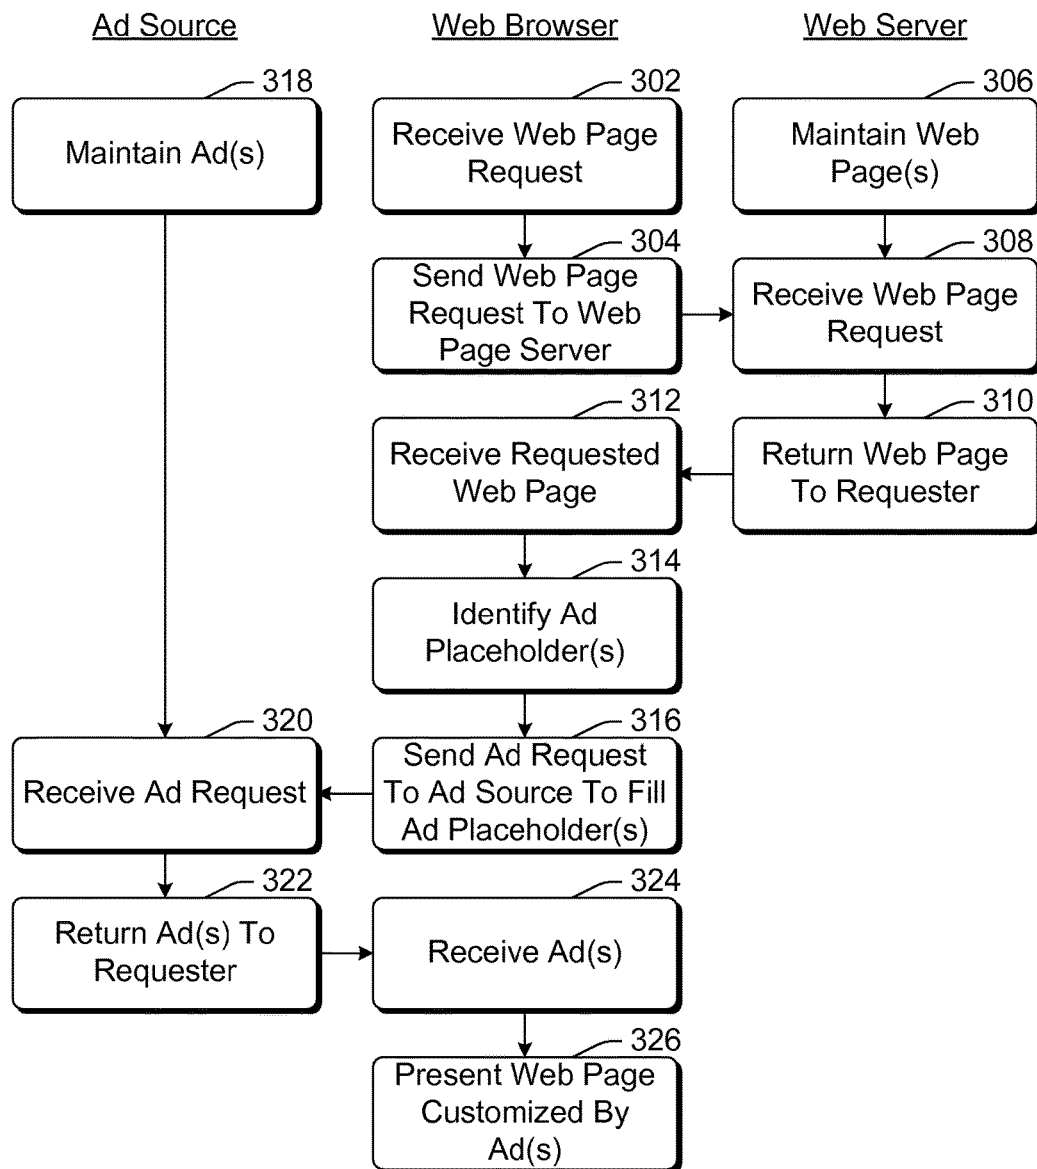 Ad Source
Web Browser
Web Server
318
302
306
Maintain Ad(s)
Receive Web Page
Request
Maintain Web
Page(s)
304
308
Send Web Page
Request To Web
Page Server
Receive Web Page
Request
312
310
Receive Requested
Web Page
Return Web Page
To Requester
314
Identify Ad
Placeholder(s)
320
316
Receive Ad Request
Send Ad Request
To Ad Source To Fill
Ad Placeholder(s)
322
324
Return Ad(s) To
Requester
Receive Ad(s)
326
Present Web Page
Customized By
Ad(s)